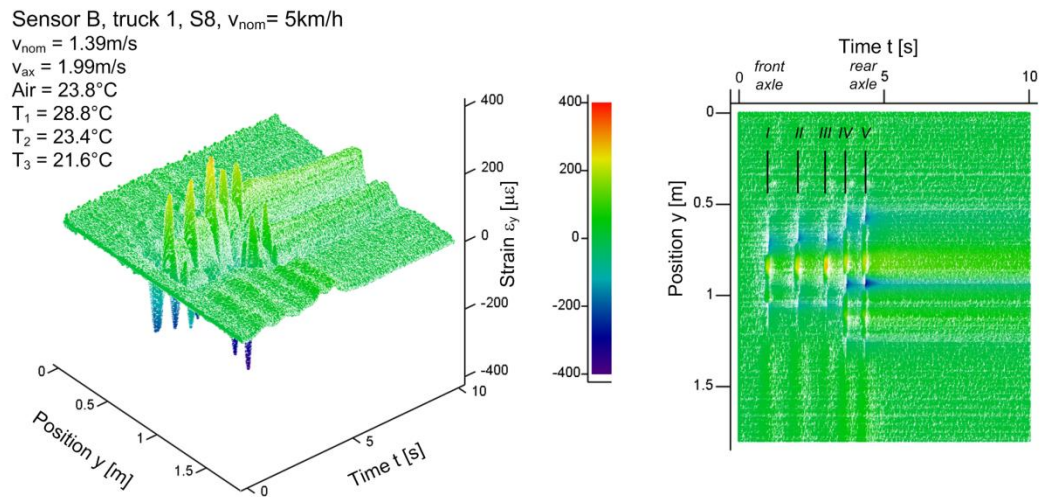 Sensor B, truck 1, S8, vnom= 5km/h
vnom = 1.39m/s
vax = 1.99m/s
Air = 23.8°C
T1 = 28.8°C
T2 = 23.4°C
T3 = 21.6°C
400
200
0
-200
-400
Strain εy [με]
400
200
0
-200
-400
0
0.5
1
1.5
Position y [m]
0
5
10
Time t [s]
Time t [s]
front axle
rear axle
0
5
10
I II III IV V
0
0.5
1
1.5
Position y [m]